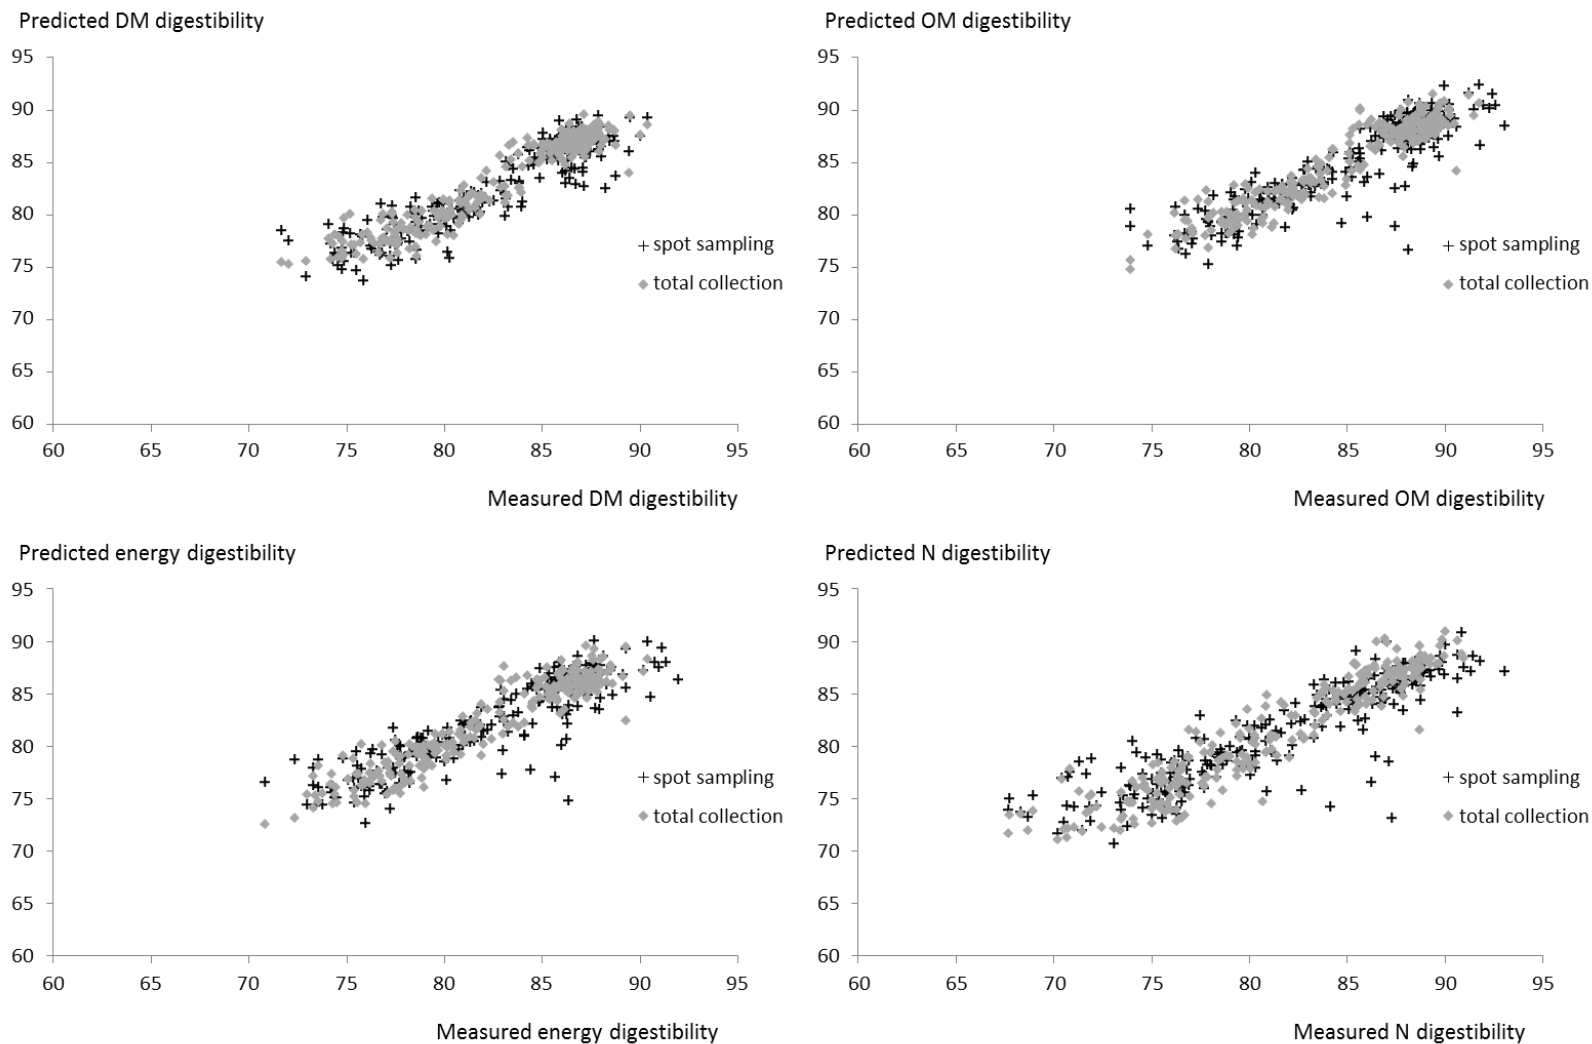 Predicted DM digestibility
95
90
85
80
75
70
65
60
60 65 70 75 80 85 90 95
Measured DM digestibility
+ spot sampling
◆ total collection
Predicted OM digestibility
95
90
85
80
75
70
65
60
60 65 70 75 80 85 90 95
Measured OM digestibility
+ spot sampling
◆ total collection
Predicted energy digestibility
95
90
85
80
75
70
65
60
60 65 70 75 80 85 90 95
Measured energy digestibility
+ spot sampling
◆ total collection
Predicted N digestibility
95
90
85
80
75
70
65
60
60 65 70 75 80 85 90 95
Measured N digestibility
+ spot sampling
◆ total collection